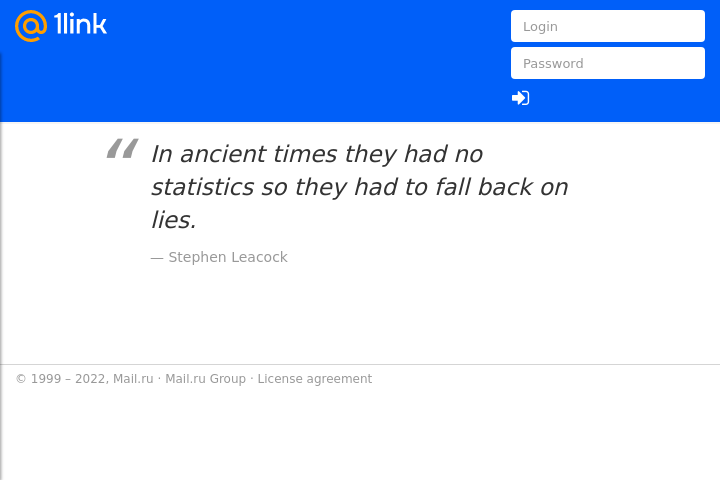 @ 1link
Login
Password
“ In ancient times they had no
statistics so they had to fall back on
lies.
— Stephen Leacock
© 1999 – 2022, Mail.ru · Mail.ru Group · License agreement